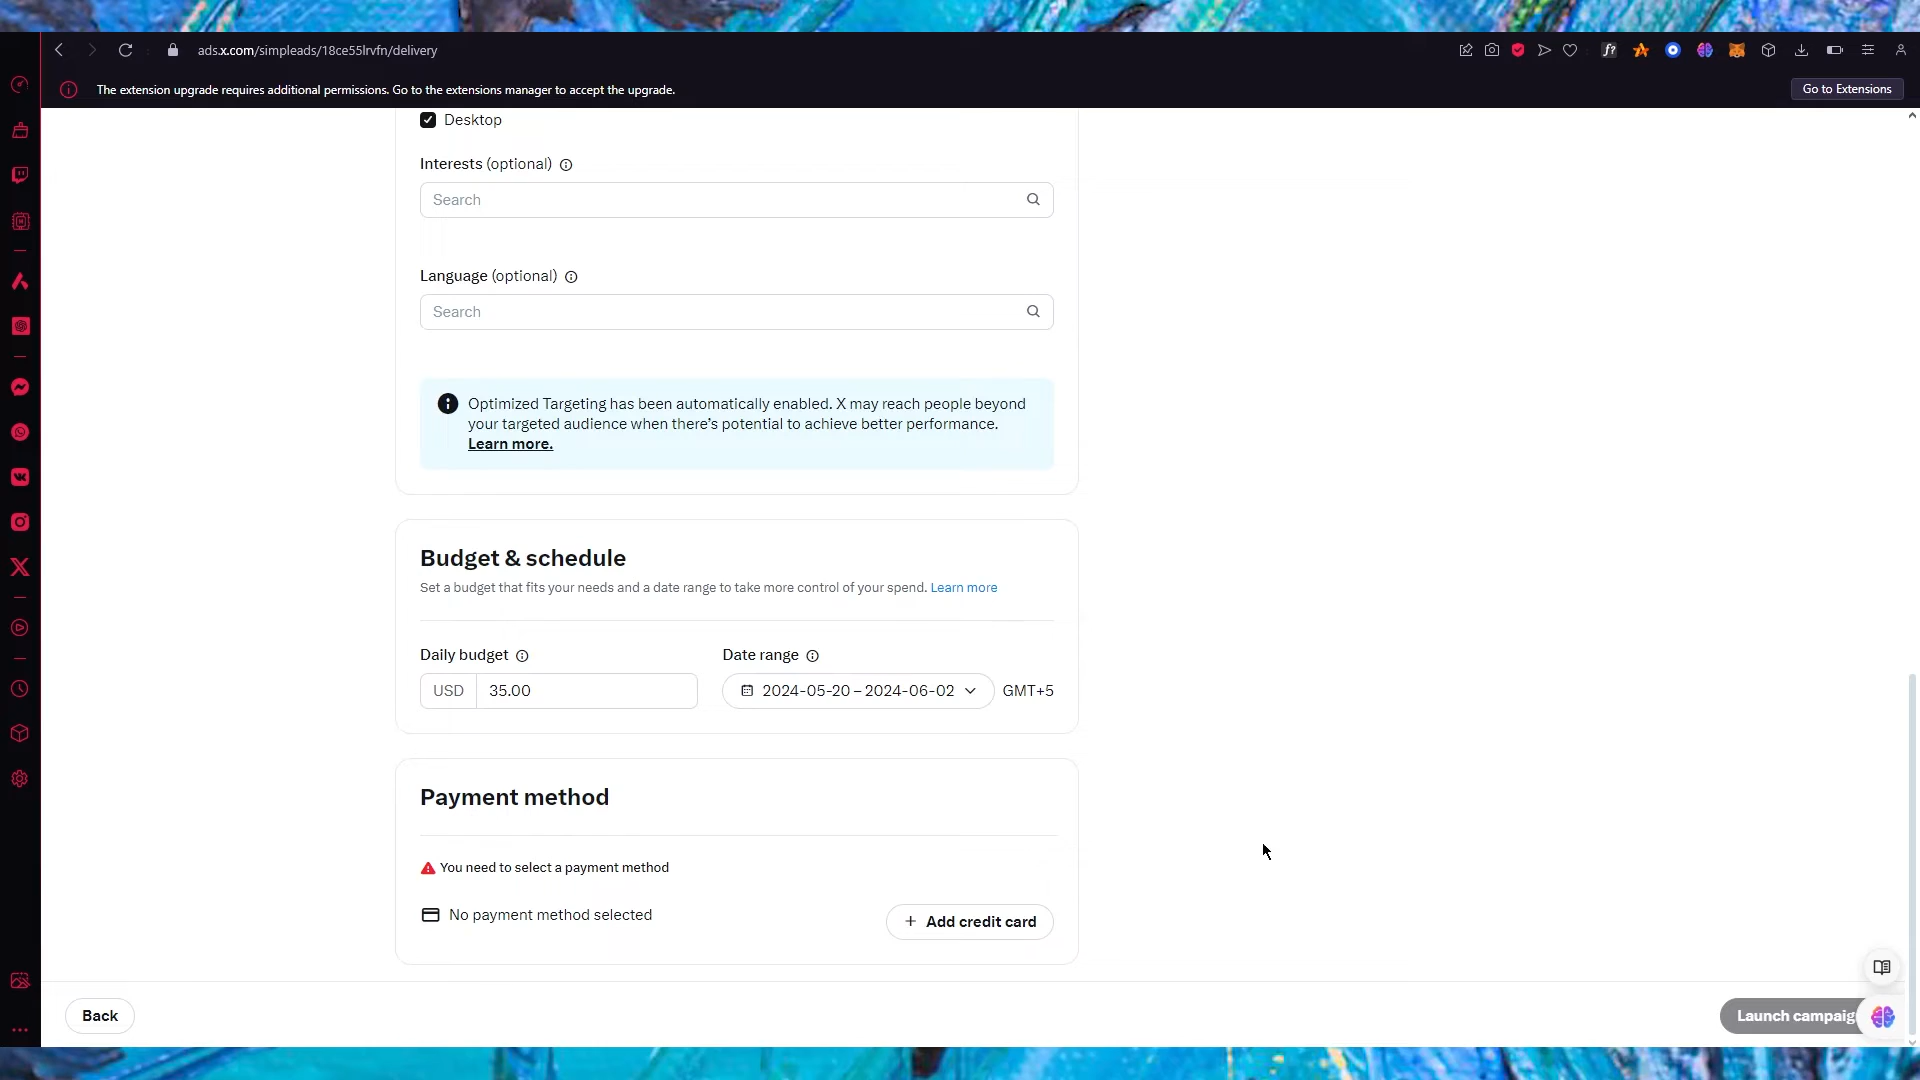 ads.x.com/simpleads/18ce55lrvfn/delivery
The extension upgrade requires additional permissions. Go to the extensions manager to accept the upgrade.
Go to Extensions
Desktop
Interests (optional)
Search
Language (optional)
Search
Optimized Targeting has been automatically enabled. X may reach people beyond
your targeted audience when there's potential to achieve better performance.
Learn more.
Budget & schedule
Set a budget that fits your needs and a date range to take more control of your spend. Learn more
Daily budget
Date range
USD 35.00
2024-05-20 – 2024-06-02
GMT+5
Payment method
You need to select a payment method
No payment method selected
+ Add credit card
Back
Launch campaig